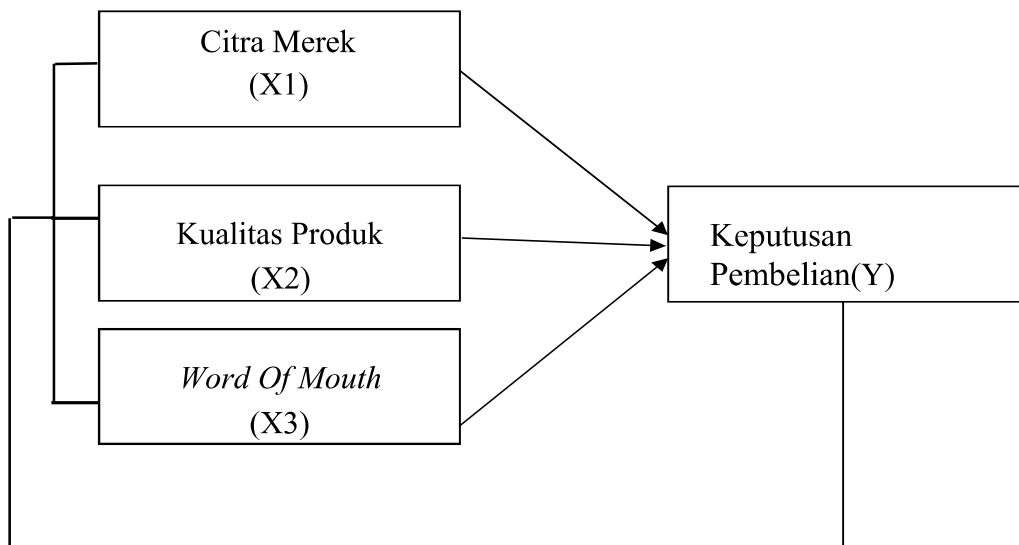 Citra Merek
(X1)
Kualitas Produk
(X2)
Word Of Mouth
(X3)
Keputusan
Pembelian(Y)